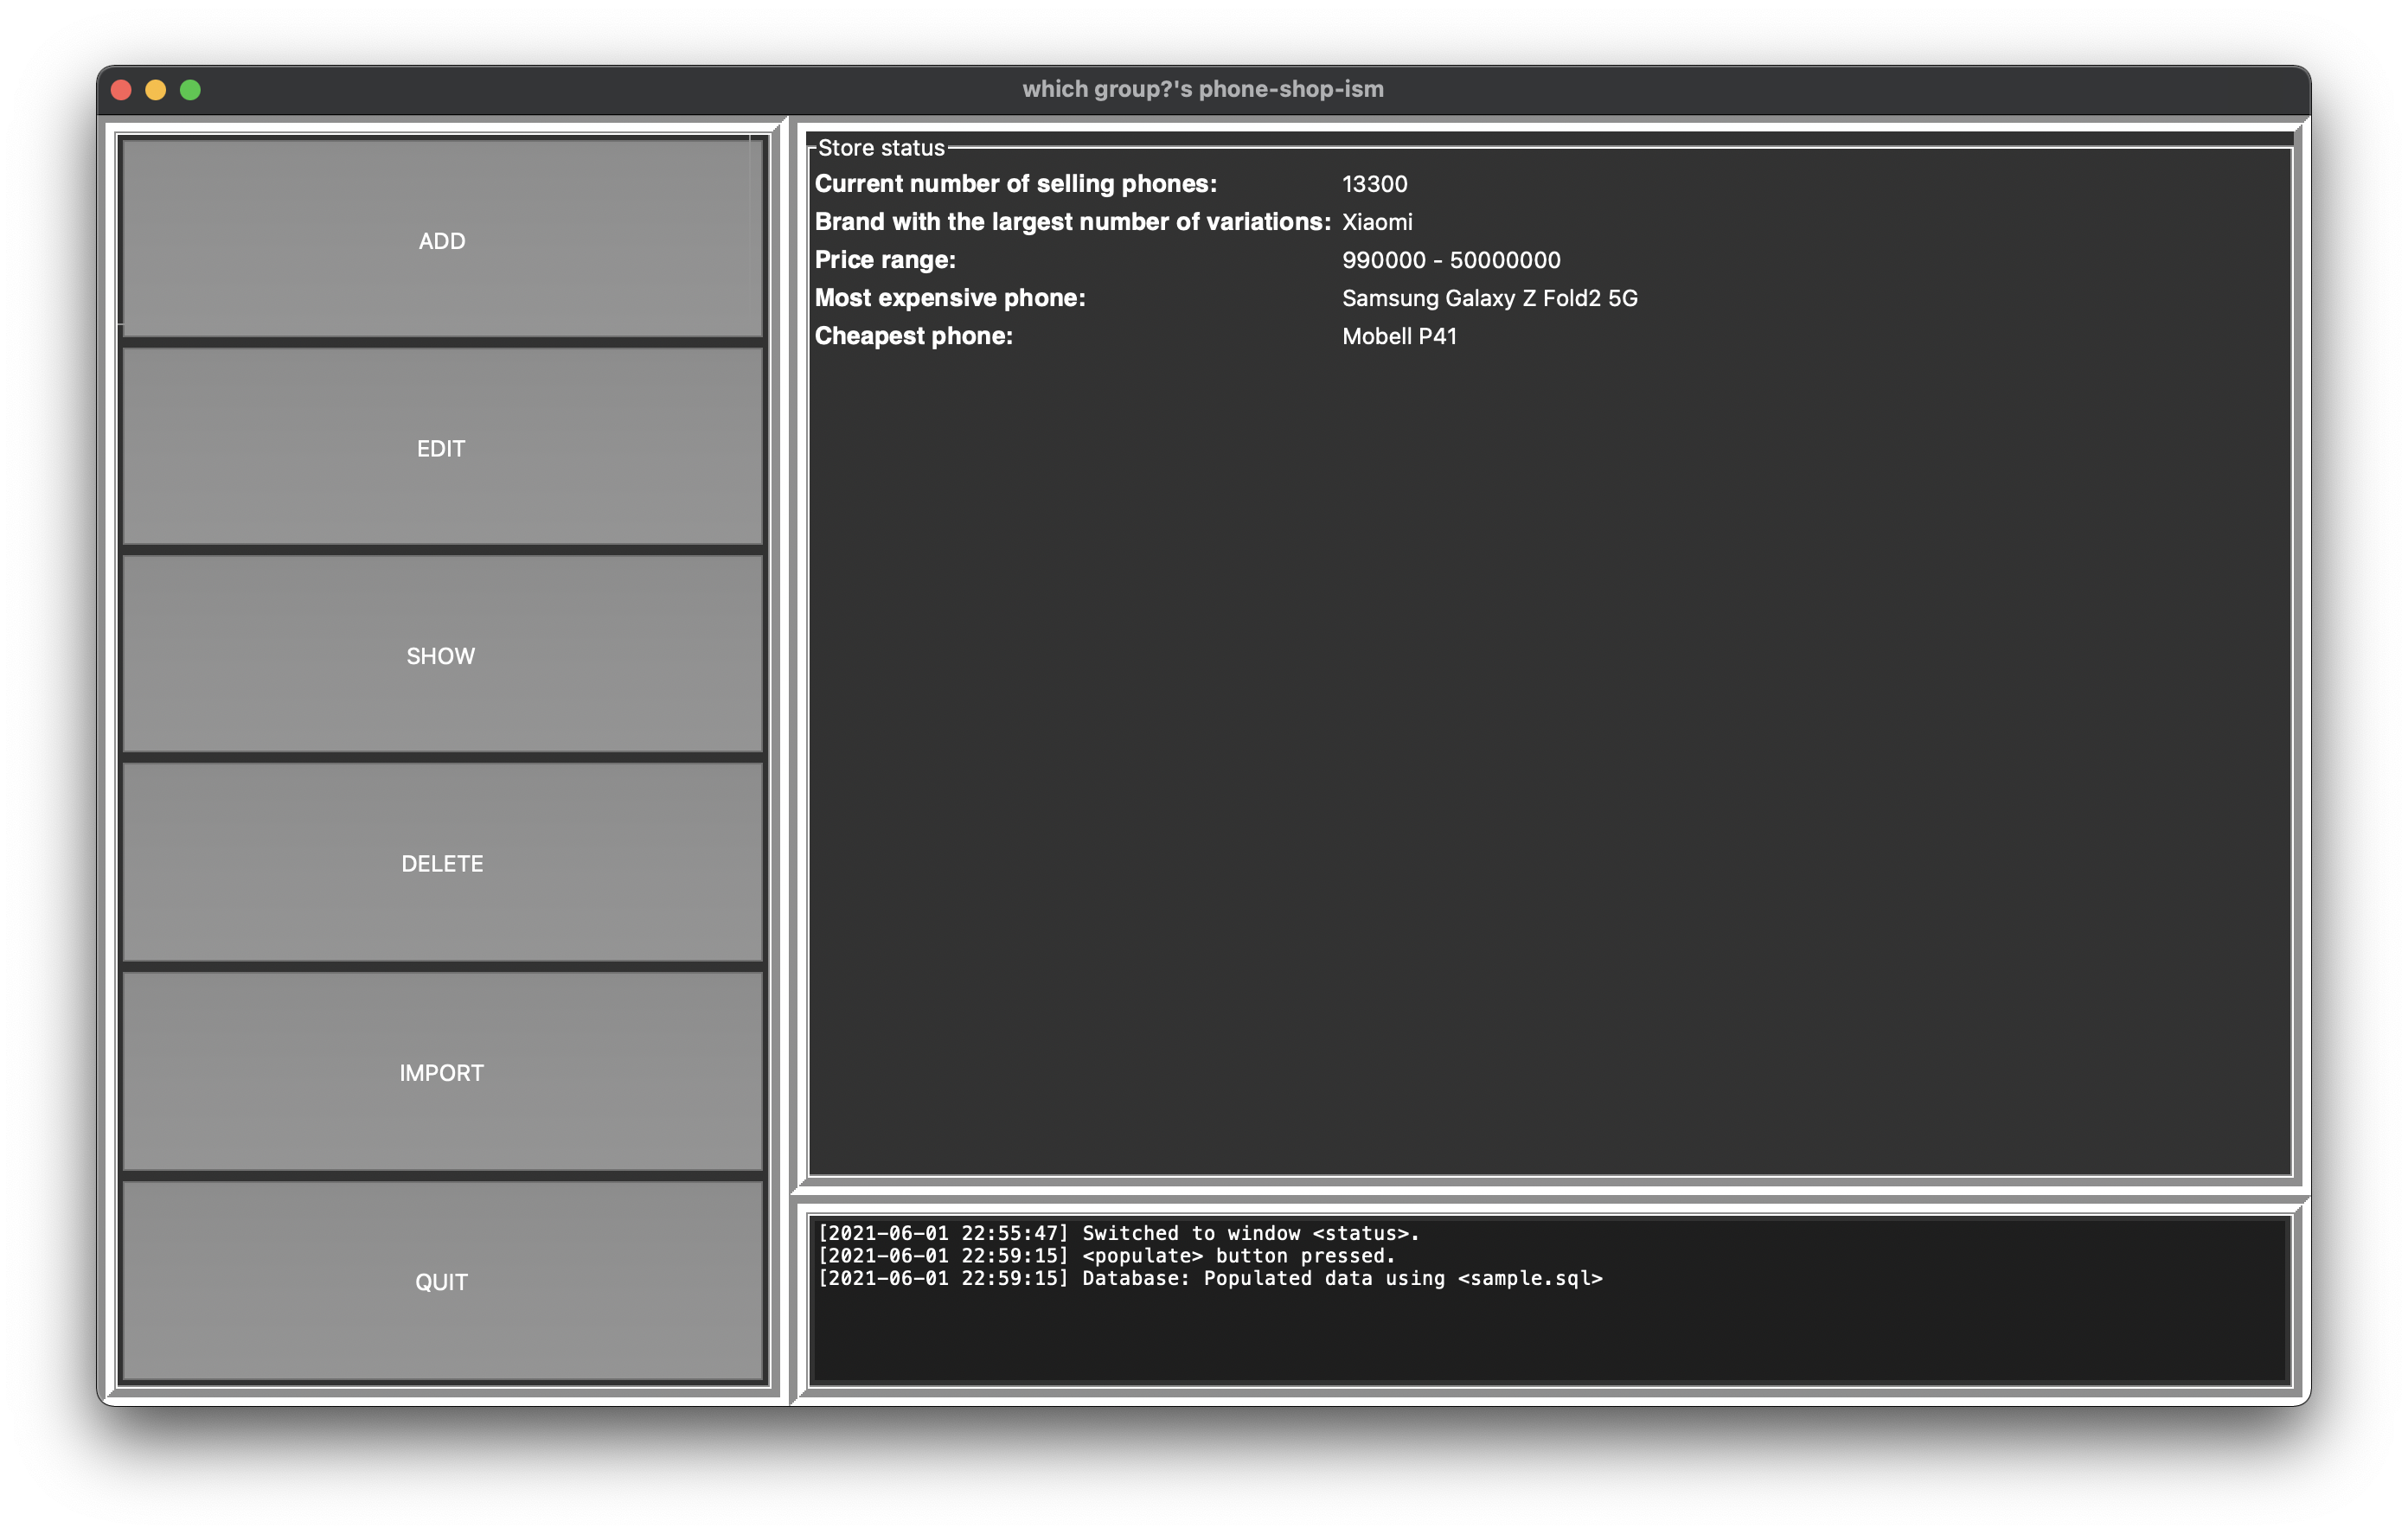 which group?'s phone-shop-ism
ADD
EDIT
SHOW
DELETE
IMPORT
QUIT
Store status
Current number of selling phones: 13300
Brand with the largest number of variations: Xiaomi
Price range: 990000 - 50000000
Most expensive phone: Samsung Galaxy Z Fold2 5G
Cheapest phone: Mobell P41
[2021-06-01 22:55:47] Switched to window <status>.
[2021-06-01 22:59:15] <populate> button pressed.
[2021-06-01 22:59:15] Database: Populated data using <sample.sql>